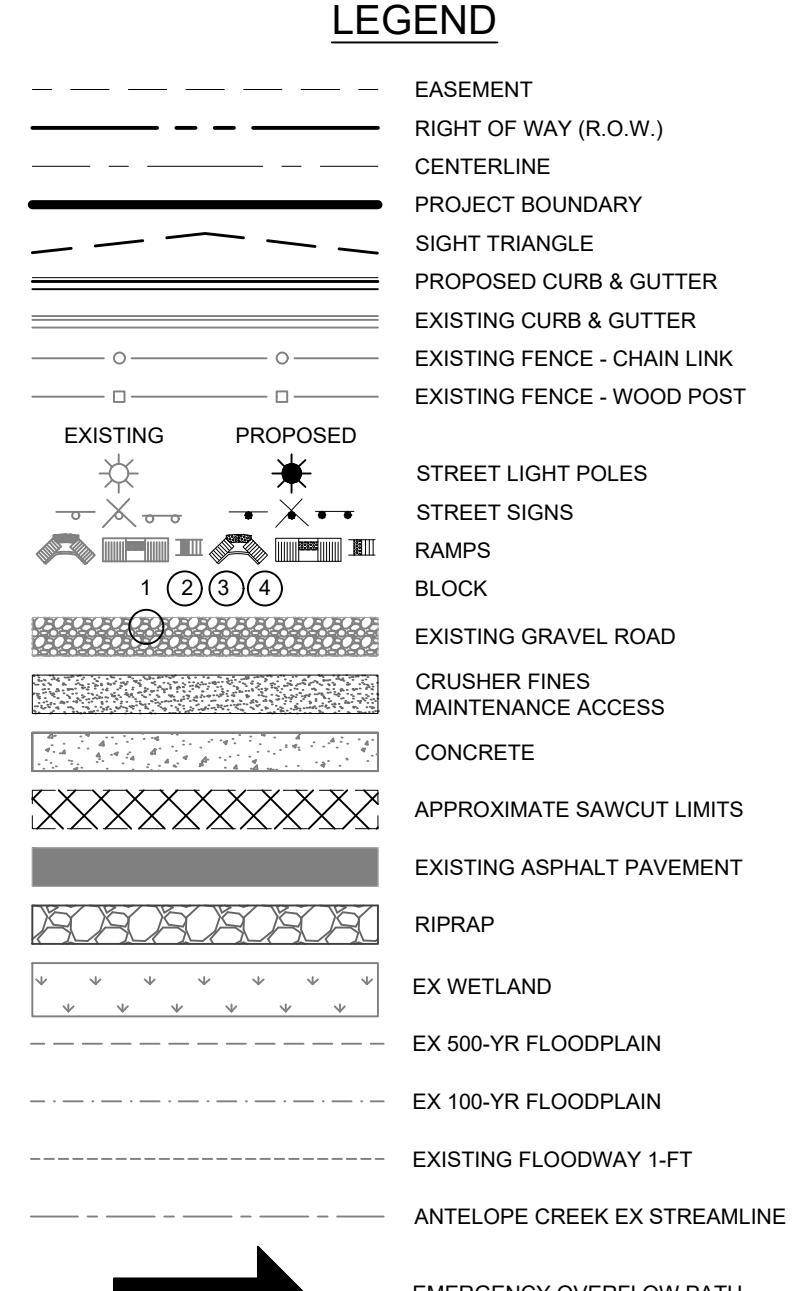 LEGEND
EASEMENT
RIGHT OF WAY (R.O.W.)
CENTERLINE
PROJECT BOUNDARY
SIGHT TRIANGLE
PROPOSED CURB & GUTTER
EXISTING CURB & GUTTER
EXISTING FENCE - CHAIN LINK
EXISTING FENCE - WOOD POST
EXISTING PROPOSED
STREET LIGHT POLES
STREET SIGNS
RAMPS
1 2 3 4 BLOCK
EXISTING GRAVEL ROAD
CRUSHER FINES
MAINTENANCE ACCESS
CONCRETE
APPROXIMATE SAWCUT LIMITS
EXISTING ASPHALT PAVEMENT
RIPRAP
EX WETLAND
EX 500-YR FLOODPLAIN
EX 100-YR FLOODPLAIN
EXISTING FLOODWAY 1-FT
ANTELOPE CREEK EX STREAMLINE
EMERGENCY OVERFLOW PATH